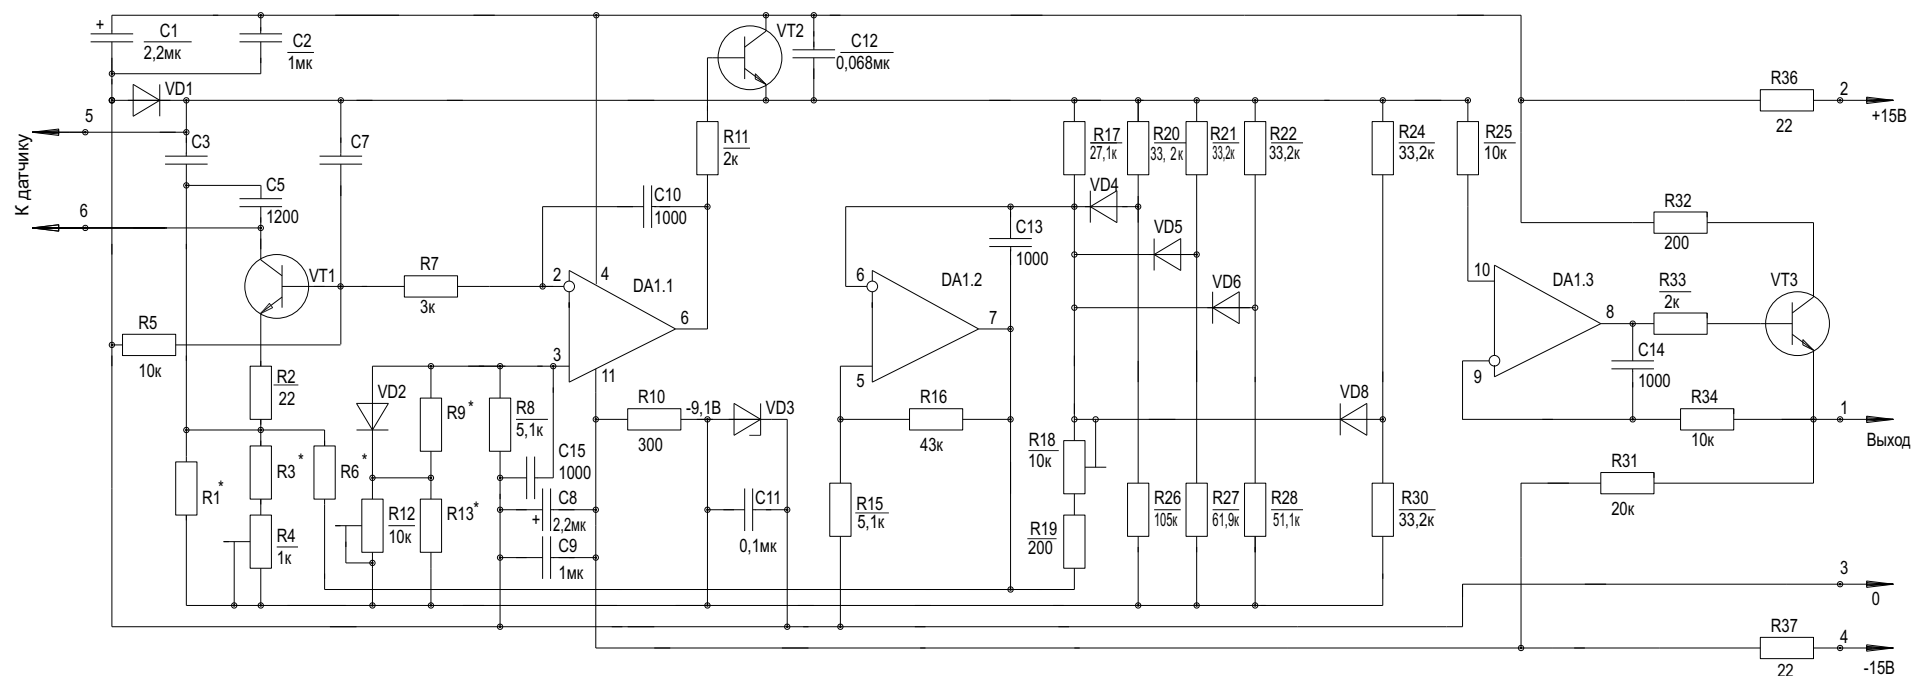 +
C1
2,2мк
C2
1мк
VT2
C12
0,068мк
R36
22
2
+15В
VD1
5
К датчику
6
C3
C7
C5
1200
R11
2к
R17
27,1к
R20
33, 2к
R21
33,2к
R22
33,2к
R24
33,2к
R25
10к
C10
1000
VD4
C13
1000
VD5
VD6
R32
200
VT1
R7
3к
2
4
DA1.1
6
3
11
6
DA1.2
7
5
10
DA1.3
8
9
R33
2к
VT3
C14
1000
R5
10к
R2
22
VD2
R9*
R8
5,1к
R10
300
-9,1В
VD3
R16
43к
VD8
R34
10к
1
Выход
R1*
R3*
R6*
C15
1000
R18
10к
R31
20к
R4
1к
R12
10к
R13*
C8
+
2,2мк
C9
1мк
C11
0,1мк
R15
5,1к
R19
200
R26
105к
R27
61,9к
R28
51,1к
R30
33,2к
3
0
R37
22
4
-15В